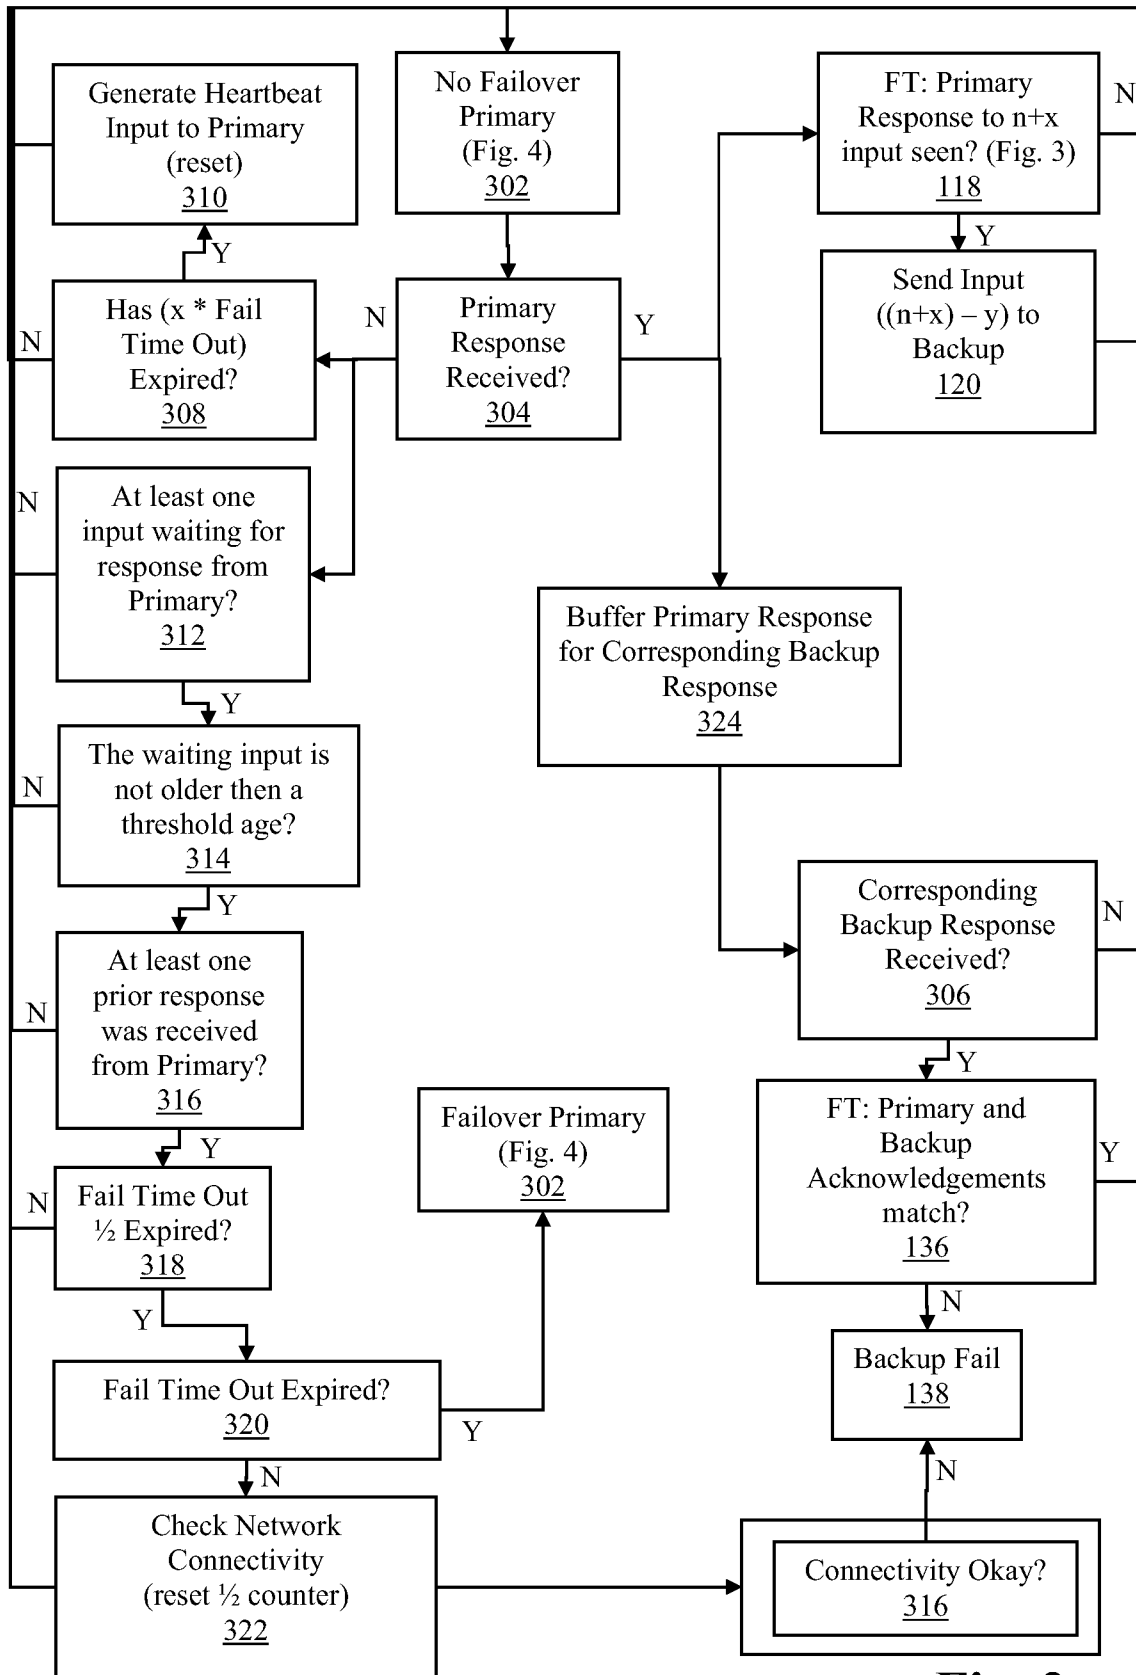 Generate Heartbeat
Input to Primary
(reset)
310
Y
No Failover
Primary
(Fig. 4)
302
FT: Primary
Response to n+x
input seen? (Fig. 3)
118
N
Y
Has (x * Fail
Time Out)
Expired?
308
N
N
Primary
Response
Received?
304
Y
Send Input
((n+x) – y) to
Backup
120
At least one
input waiting for
response from
Primary?
312
N
Y
Buffer Primary Response
for Corresponding Backup
Response
324
The waiting input is
not older then a
threshold age?
314
N
Y
Corresponding
Backup Response
Received?
306
N
Y
At least one
prior response
was received
from Primary?
316
N
Y
Failover Primary
(Fig. 4)
302
FT: Primary and
Backup
Acknowledgements
match?
136
Y
N
Fail Time Out
½ Expired?
318
N
Y
Backup Fail
138
N
Fail Time Out Expired?
320
Y
N
Check Network
Connectivity
(reset ½ counter)
322
Connectivity Okay?
316